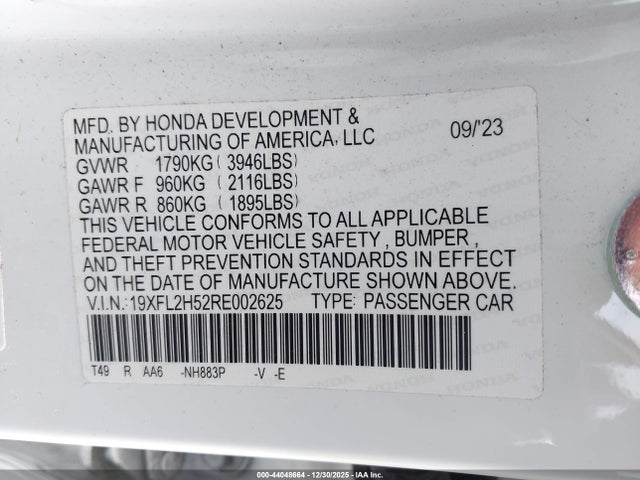 MFD. BY HONDA DEVELOPMENT &
MANUFACTURING OF AMERICA, LLC 09/'23
GVWR 1790KG ( 3946LBS)
GAWR F 960KG ( 2116LBS)
GAWR R 860KG ( 1895LBS)
THIS VEHICLE CONFORMS TO ALL APPLICABLE
FEDERAL MOTOR VEHICLE SAFETY , BUMPER ,
AND THEFT PREVENTION STANDARDS IN EFFECT
ON THE DATE OF MANUFACTURE SHOWN ABOVE.
V.I.N.: 19XFL2H52RE002625 TYPE: PASSENGER CAR
T49 R AA6 -NH883P -V -E
© QUEEN - 44048664 - 12/30/2025 - IAA Inc.